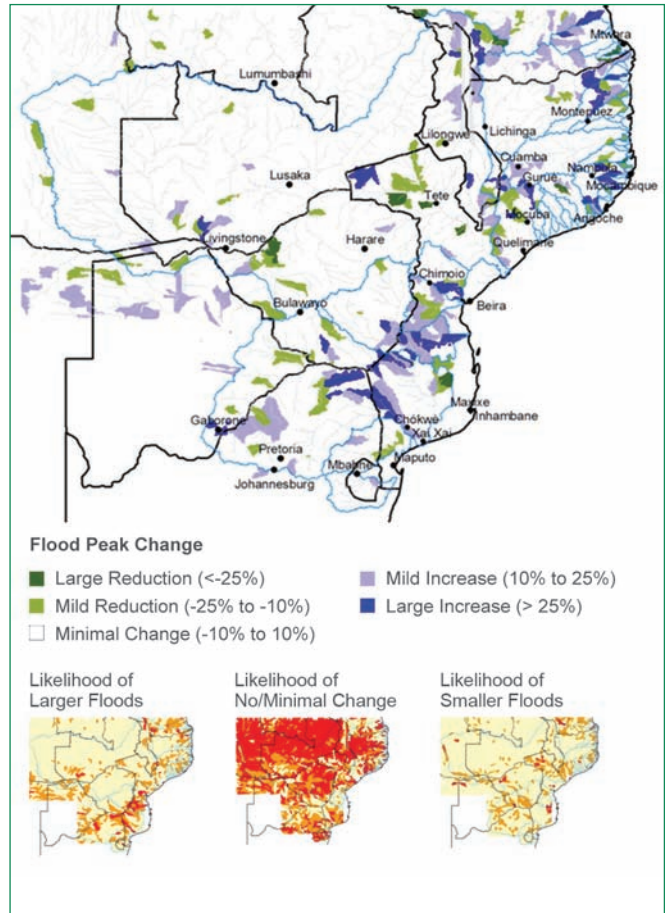 Mtwara
Lumumbashi
Montepuez
Lilongwe
Lichinga
Cuamba
Nampula
Lusaka
Gurue
Mocambique
Tete
Mocuba
Angoche
Livingstone
Harare
Quelimane
Chimoio
Bulawayo
Beira
Maxixe
Inhambane
Gaborone
Chókwè
Xai Xai
Pretoria
Maputo
Mbabne
Johannesburg
Flood Peak Change
Large Reduction (<-25%)
Mild Increase (10% to 25%)
Mild Reduction (-25% to -10%)
Large Increase (> 25%)
Minimal Change (-10% to 10%)
Likelihood of
Larger Floods
Likelihood of
No/Minimal Change
Likelihood of
Smaller Floods